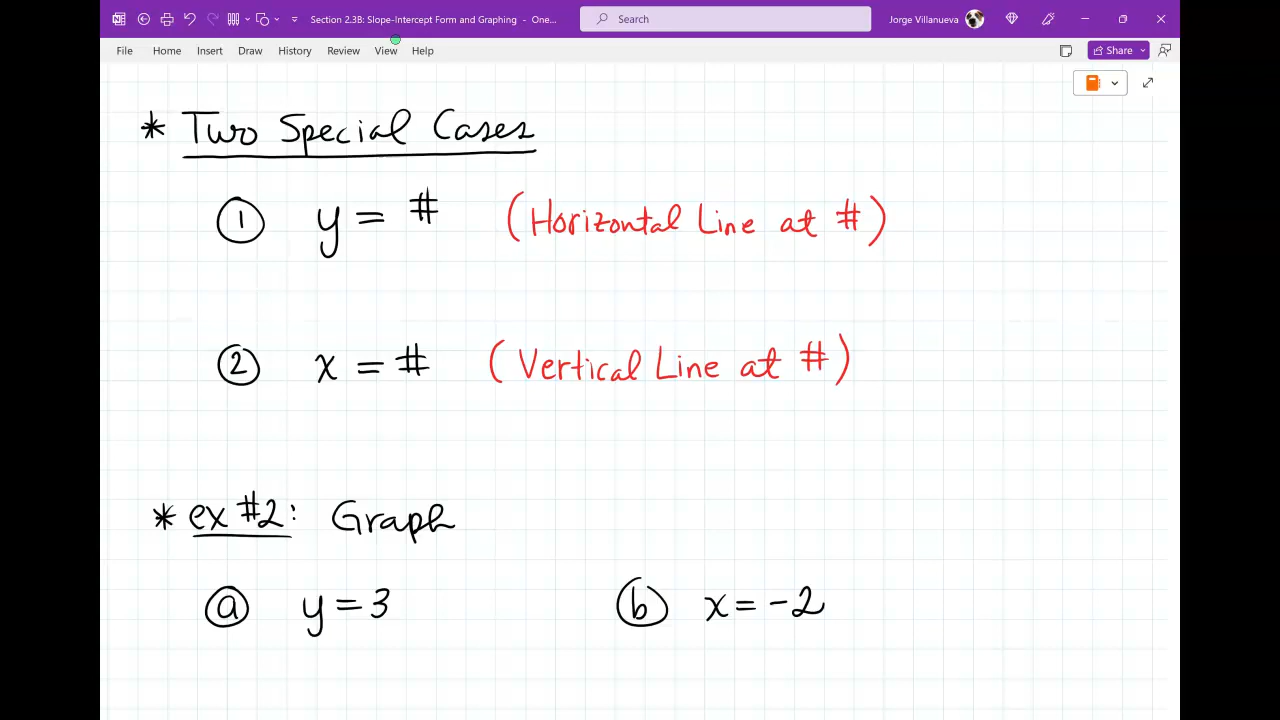 Section 2.3B: Slope-Intercept Form and Graphing - One...
Search
Jorge Villanueva
File Home Insert Draw History Review View Help
Share
* Two Special Cases
① y = # (Horizontal Line at #)
② x = # (Vertical Line at #)
* ex #2: Graph
ⓐ y = 3 ⓑ x = -2